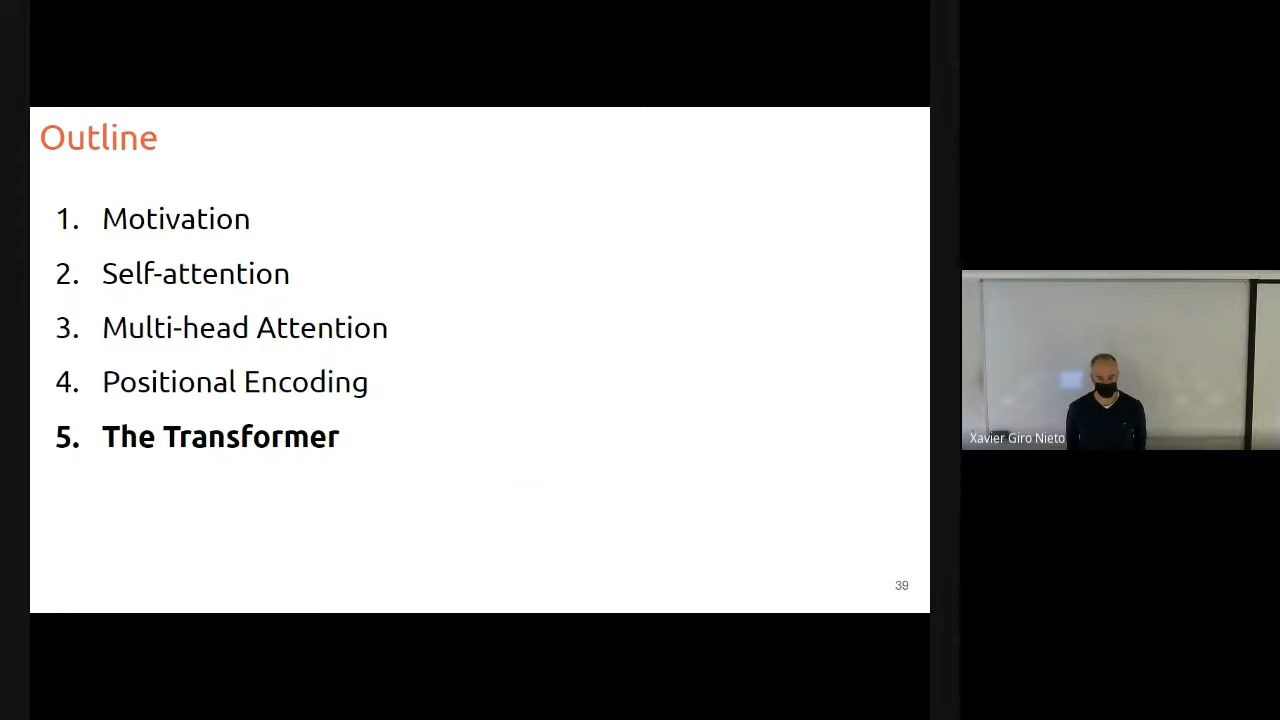 Outline
1. Motivation
2. Self-attention
3. Multi-head Attention
4. Positional Encoding
5. The Transformer
39
Xavier Giro Nieto